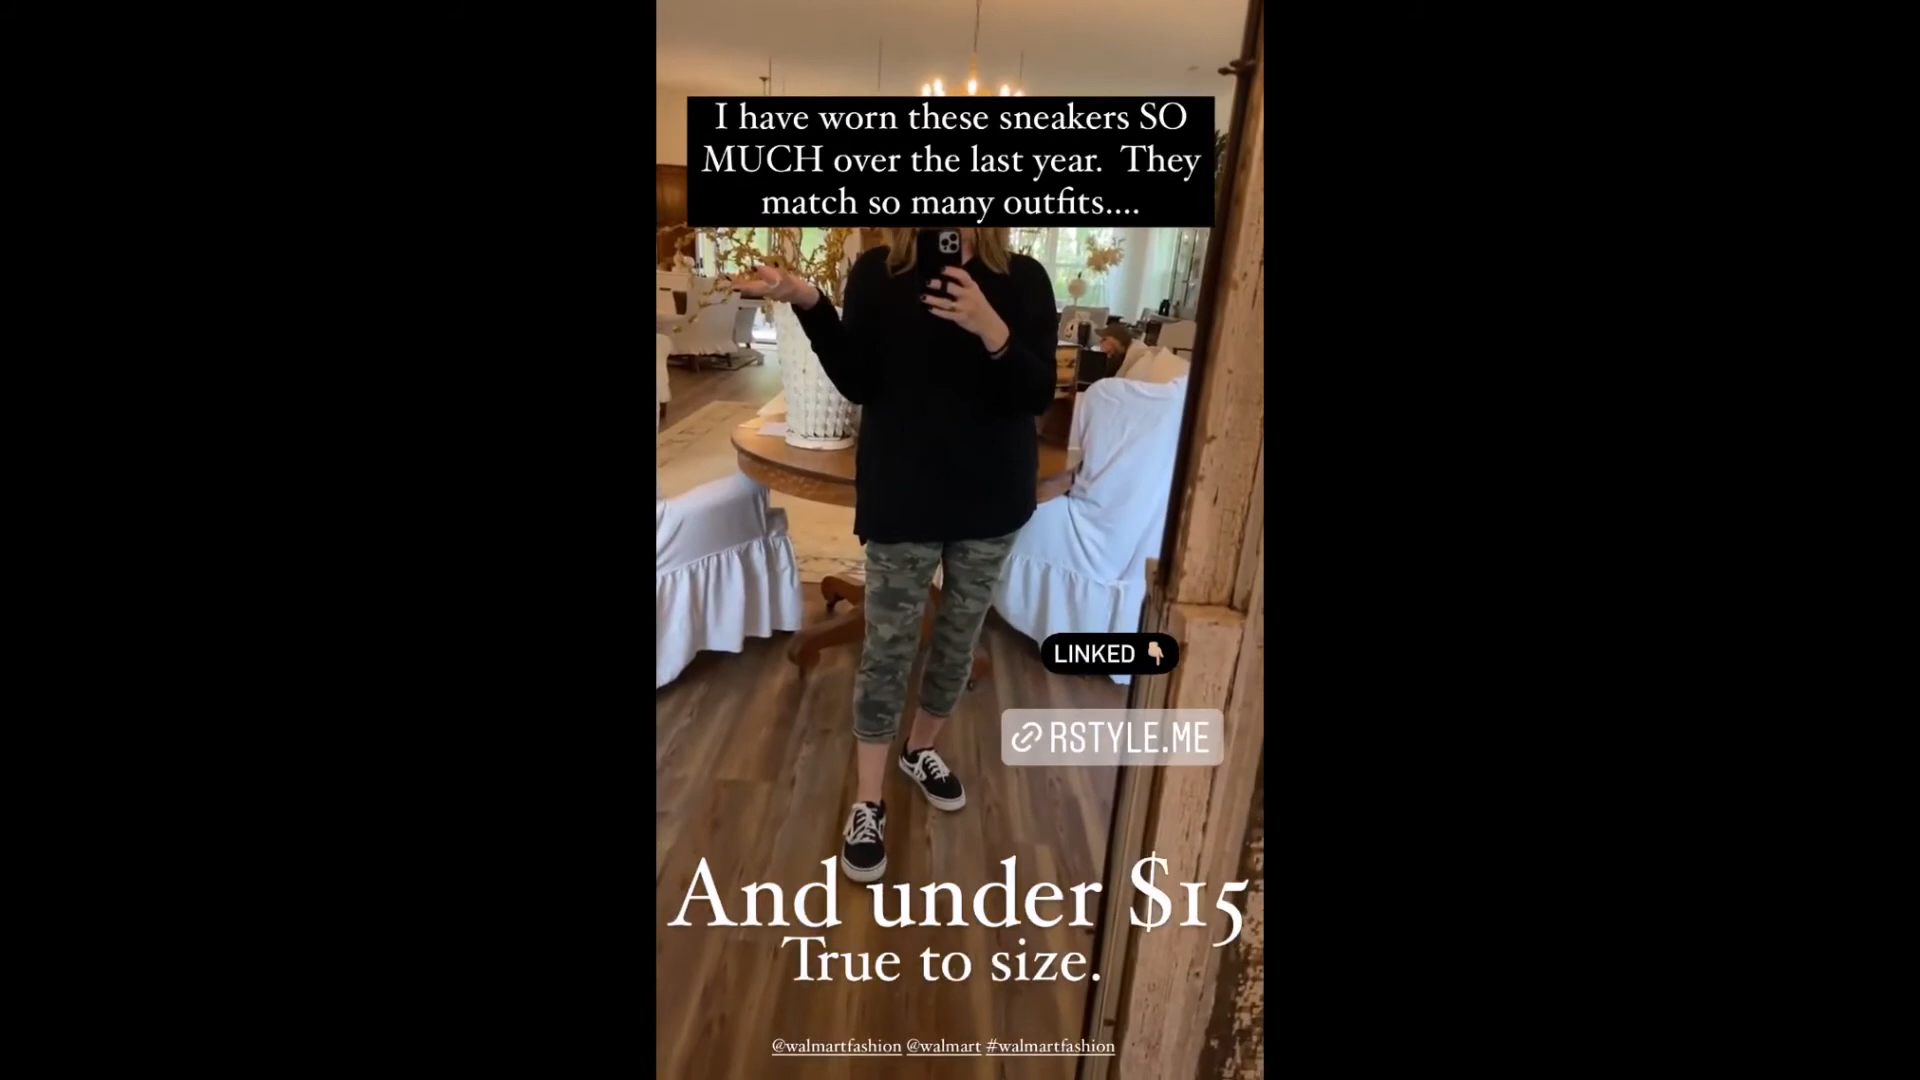 I have worn these sneakers SO
MUCH over the last year. They
match so many outfits....
LINKED 👇🏼
RSTYLE.ME
And under $15
True to size.
@walmartfashion @walmart #walmartfashion